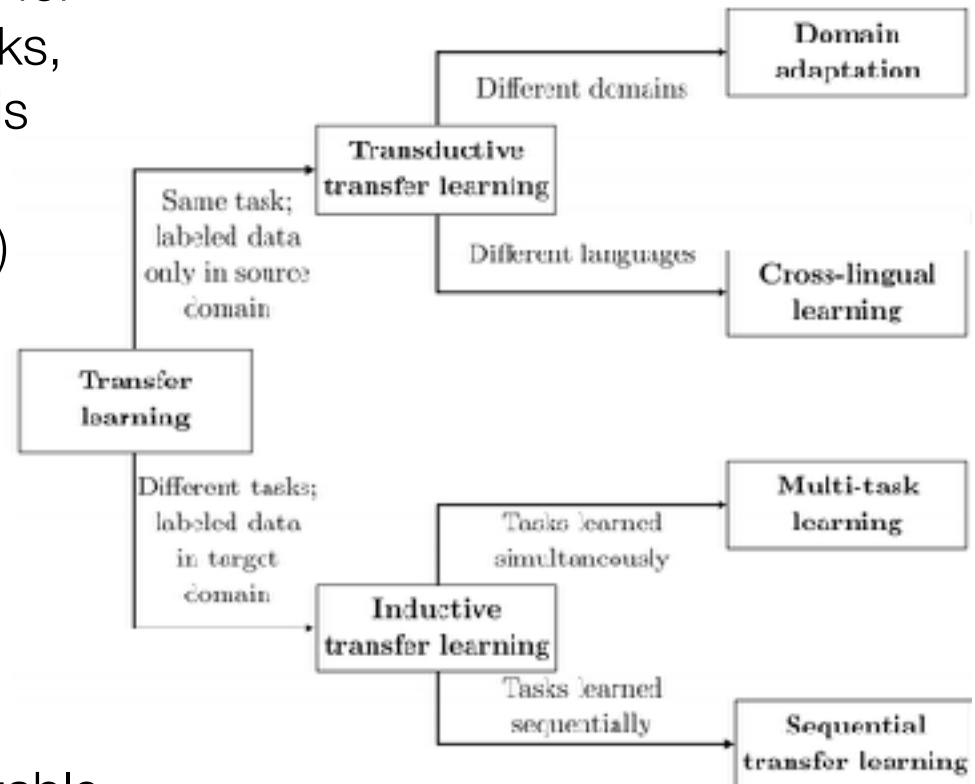 ks,
is
)
Domain
adaptation
Different domains
Transductive
transfer learning
Same task;
labeled data
only in source
domain
Different languages
Cross-lingual
learning
Transfer
learning
Different tasks;
labeled data
in target
domain
Multi-task
learning
Tasks learned
simultaneously
Inductive
transfer learning
Tasks learned
sequentially
Sequential
transfer learning